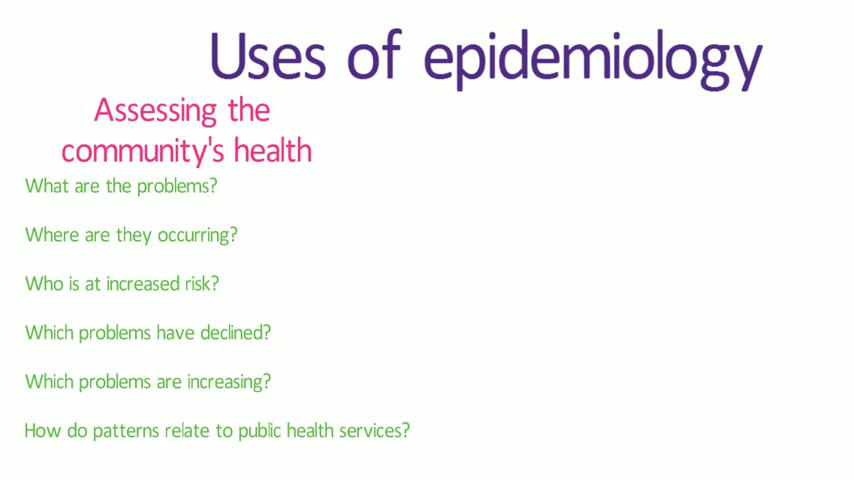 Uses of epidemiology
Assessing the
community's health
What are the problems?
Where are they occurring?
Who is at increased risk?
Which problems have declined?
Which problems are increasing?
How do patterns relate to public health services?